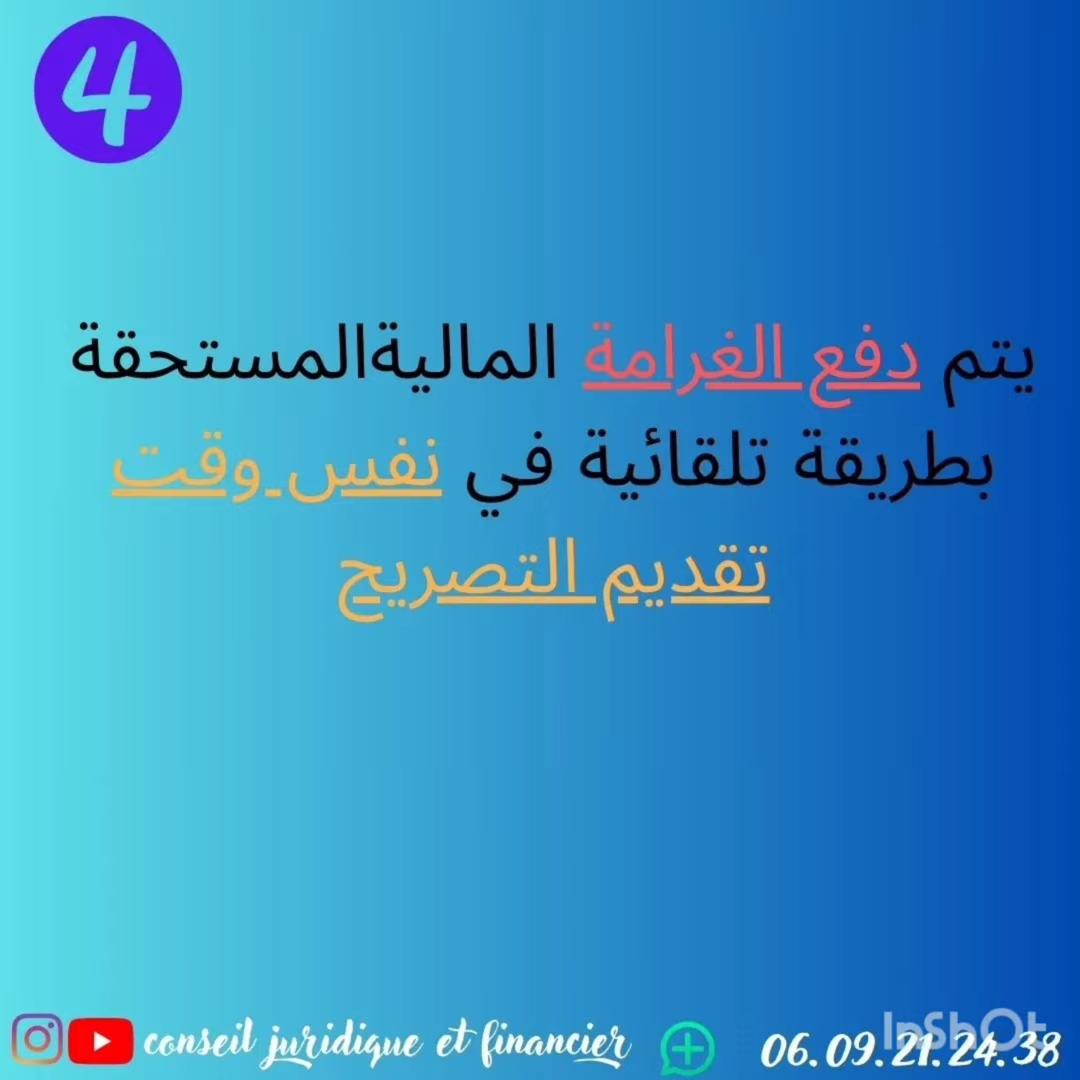 4
يتم دفع الغرامة الماليةالمستحقة
بطريقة تلقائية في نفس وقت
تقديم التصريح
conseil juridique et financier
06.09.21.24.38
InShOt